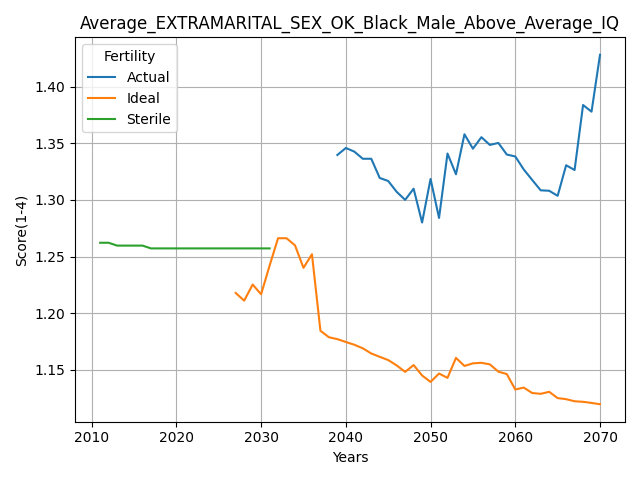 Average_EXTRAMARITAL_SEX_OK_Black_Male_Above_Average_IQ
Fertility
Actual
Ideal
Sterile
Score(1-4)
1.40
1.35
1.30
1.25
1.20
1.15
2010 2020 2030 2040 2050 2060 2070
Years